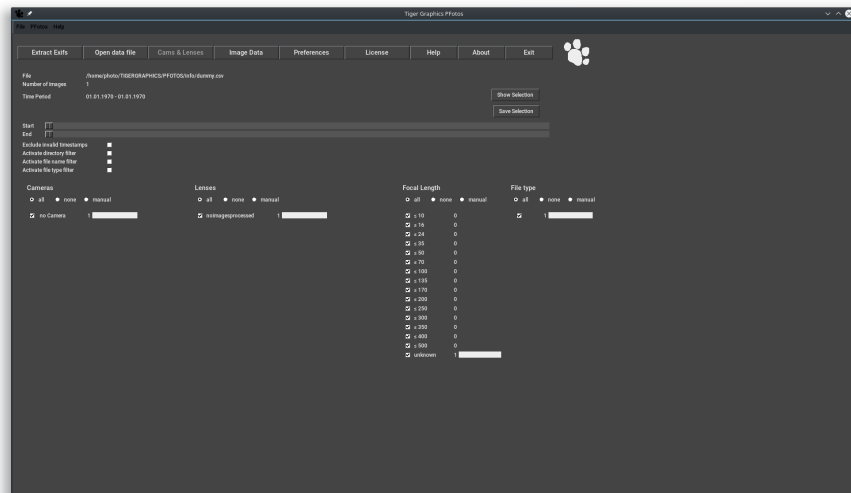 Tiger Graphics PFotos
File PFotos Help
Extract Exifs Open data file Cams & Lenses Image Data Preferences License Help About Exit
File /home/photo/TIGERGRAPHICS/PFOTOS/info/dummy.csv
Number of Images 1
Time Period 01.01.1970 - 01.01.1970
Show Selection
Save Selection
Start
End
Exclude invalid timestamps
Activate directory filter
Activate file name filter
Activate file type filter
Cameras Lenses Focal Length File type
all none manual all none manual all none manual all none manual
no Camera 1 noimagesprocessed 1 ≤ 10 0 1
≤ 16 0
≤ 24 0
≤ 35 0
≤ 50 0
≤ 70 0
≤ 100 0
≤ 135 0
≤ 170 0
≤ 200 0
≤ 250 0
≤ 300 0
≤ 350 0
≤ 400 0
≤ 500 0
unknown 1